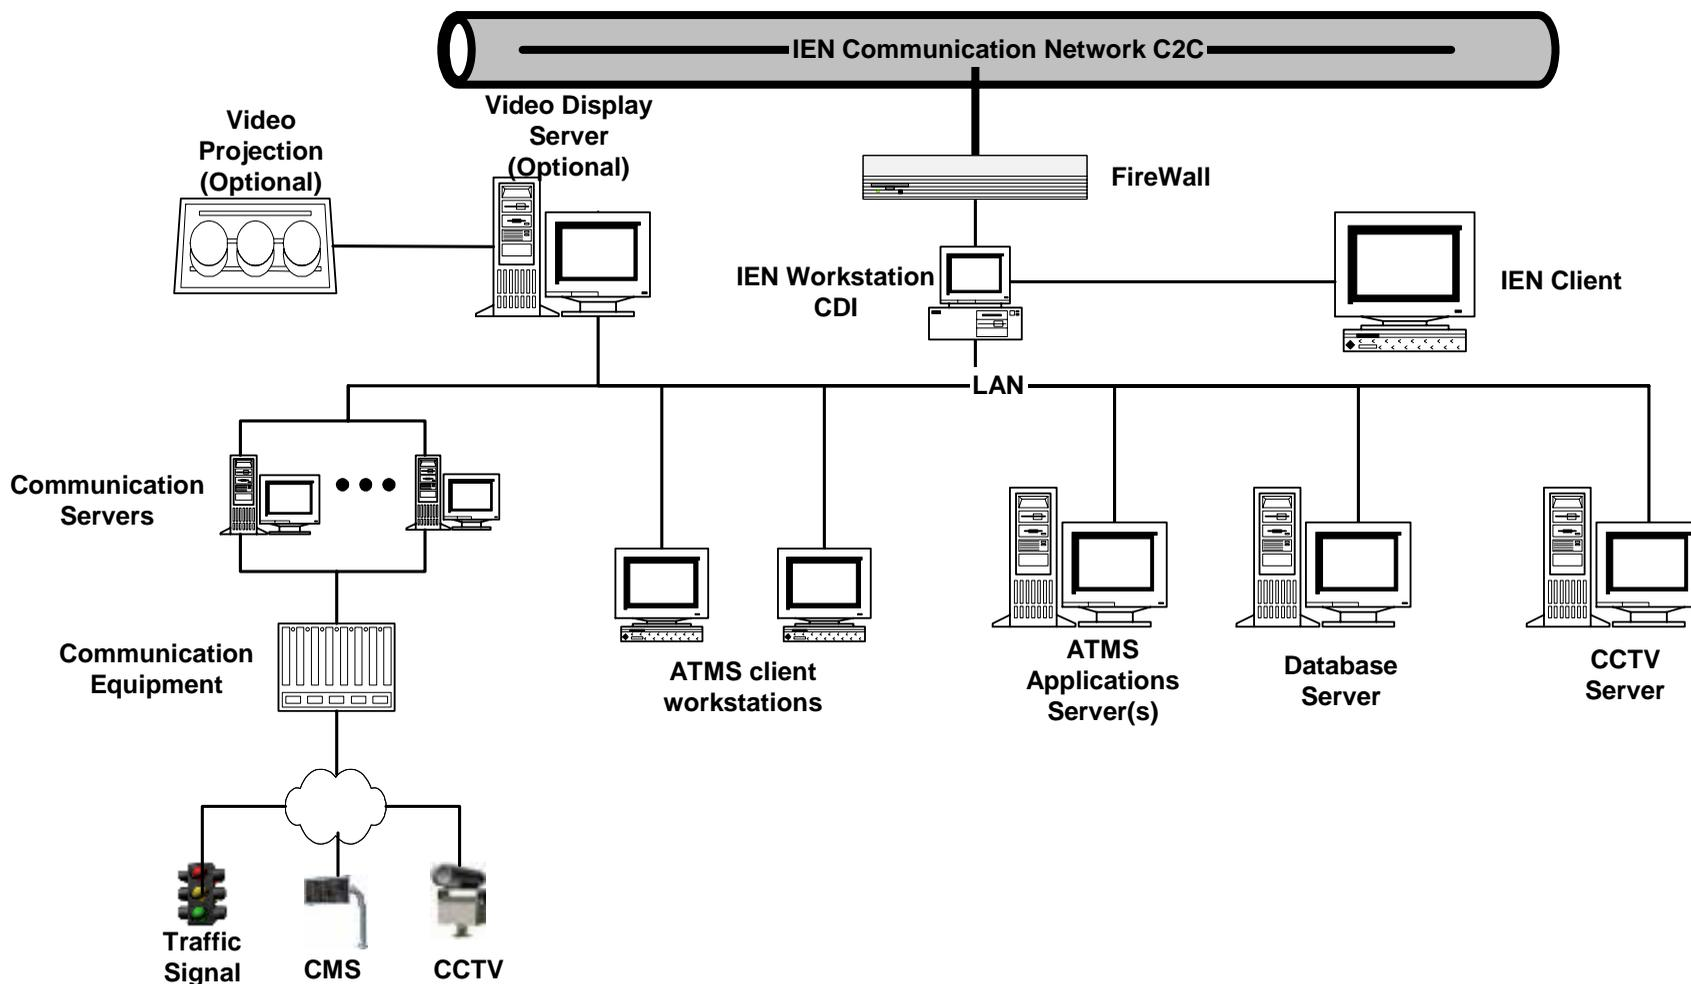 IEN Communication Network C2C
Video
Projection
(Optional)
Video Display
Server
(Optional)
FireWall
IEN Workstation
CDI
IEN Client
LAN
Communication
Servers
Communication
Equipment
ATMS client
workstations
ATMS
Applications
Server(s)
Database
Server
CCTV
Server
Traffic
Signal
CMS
CCTV